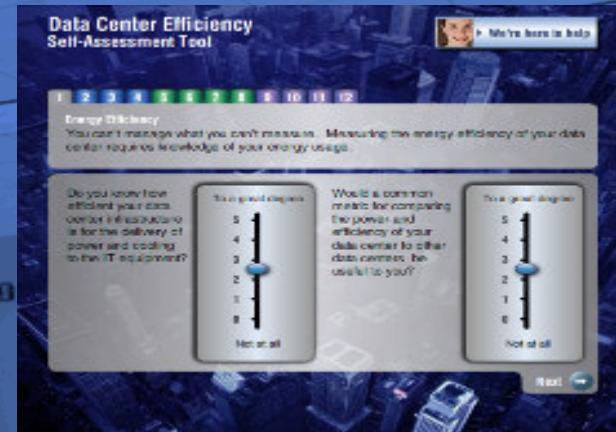 Data Center Efficiency
Self-Assessment Tool
We're here to help
1 2 3 4 5 6 7 8 9 10 11 12
Energy Efficiency
You can't manage what you can't measure. Measuring the energy efficiency of your data
center requires knowledge of your energy usage.
Do you know how
efficient your data
center infrastructure
is for the delivery of
power and cooling
to the IT equipment?
To a great degree
5
4
3
2
1
0
Not at all
Would a common
metric for comparing
the power and
efficiency of your
data center to other
data centers, be
useful to you?
To a great degree
5
4
3
2
1
0
Not at all
Next